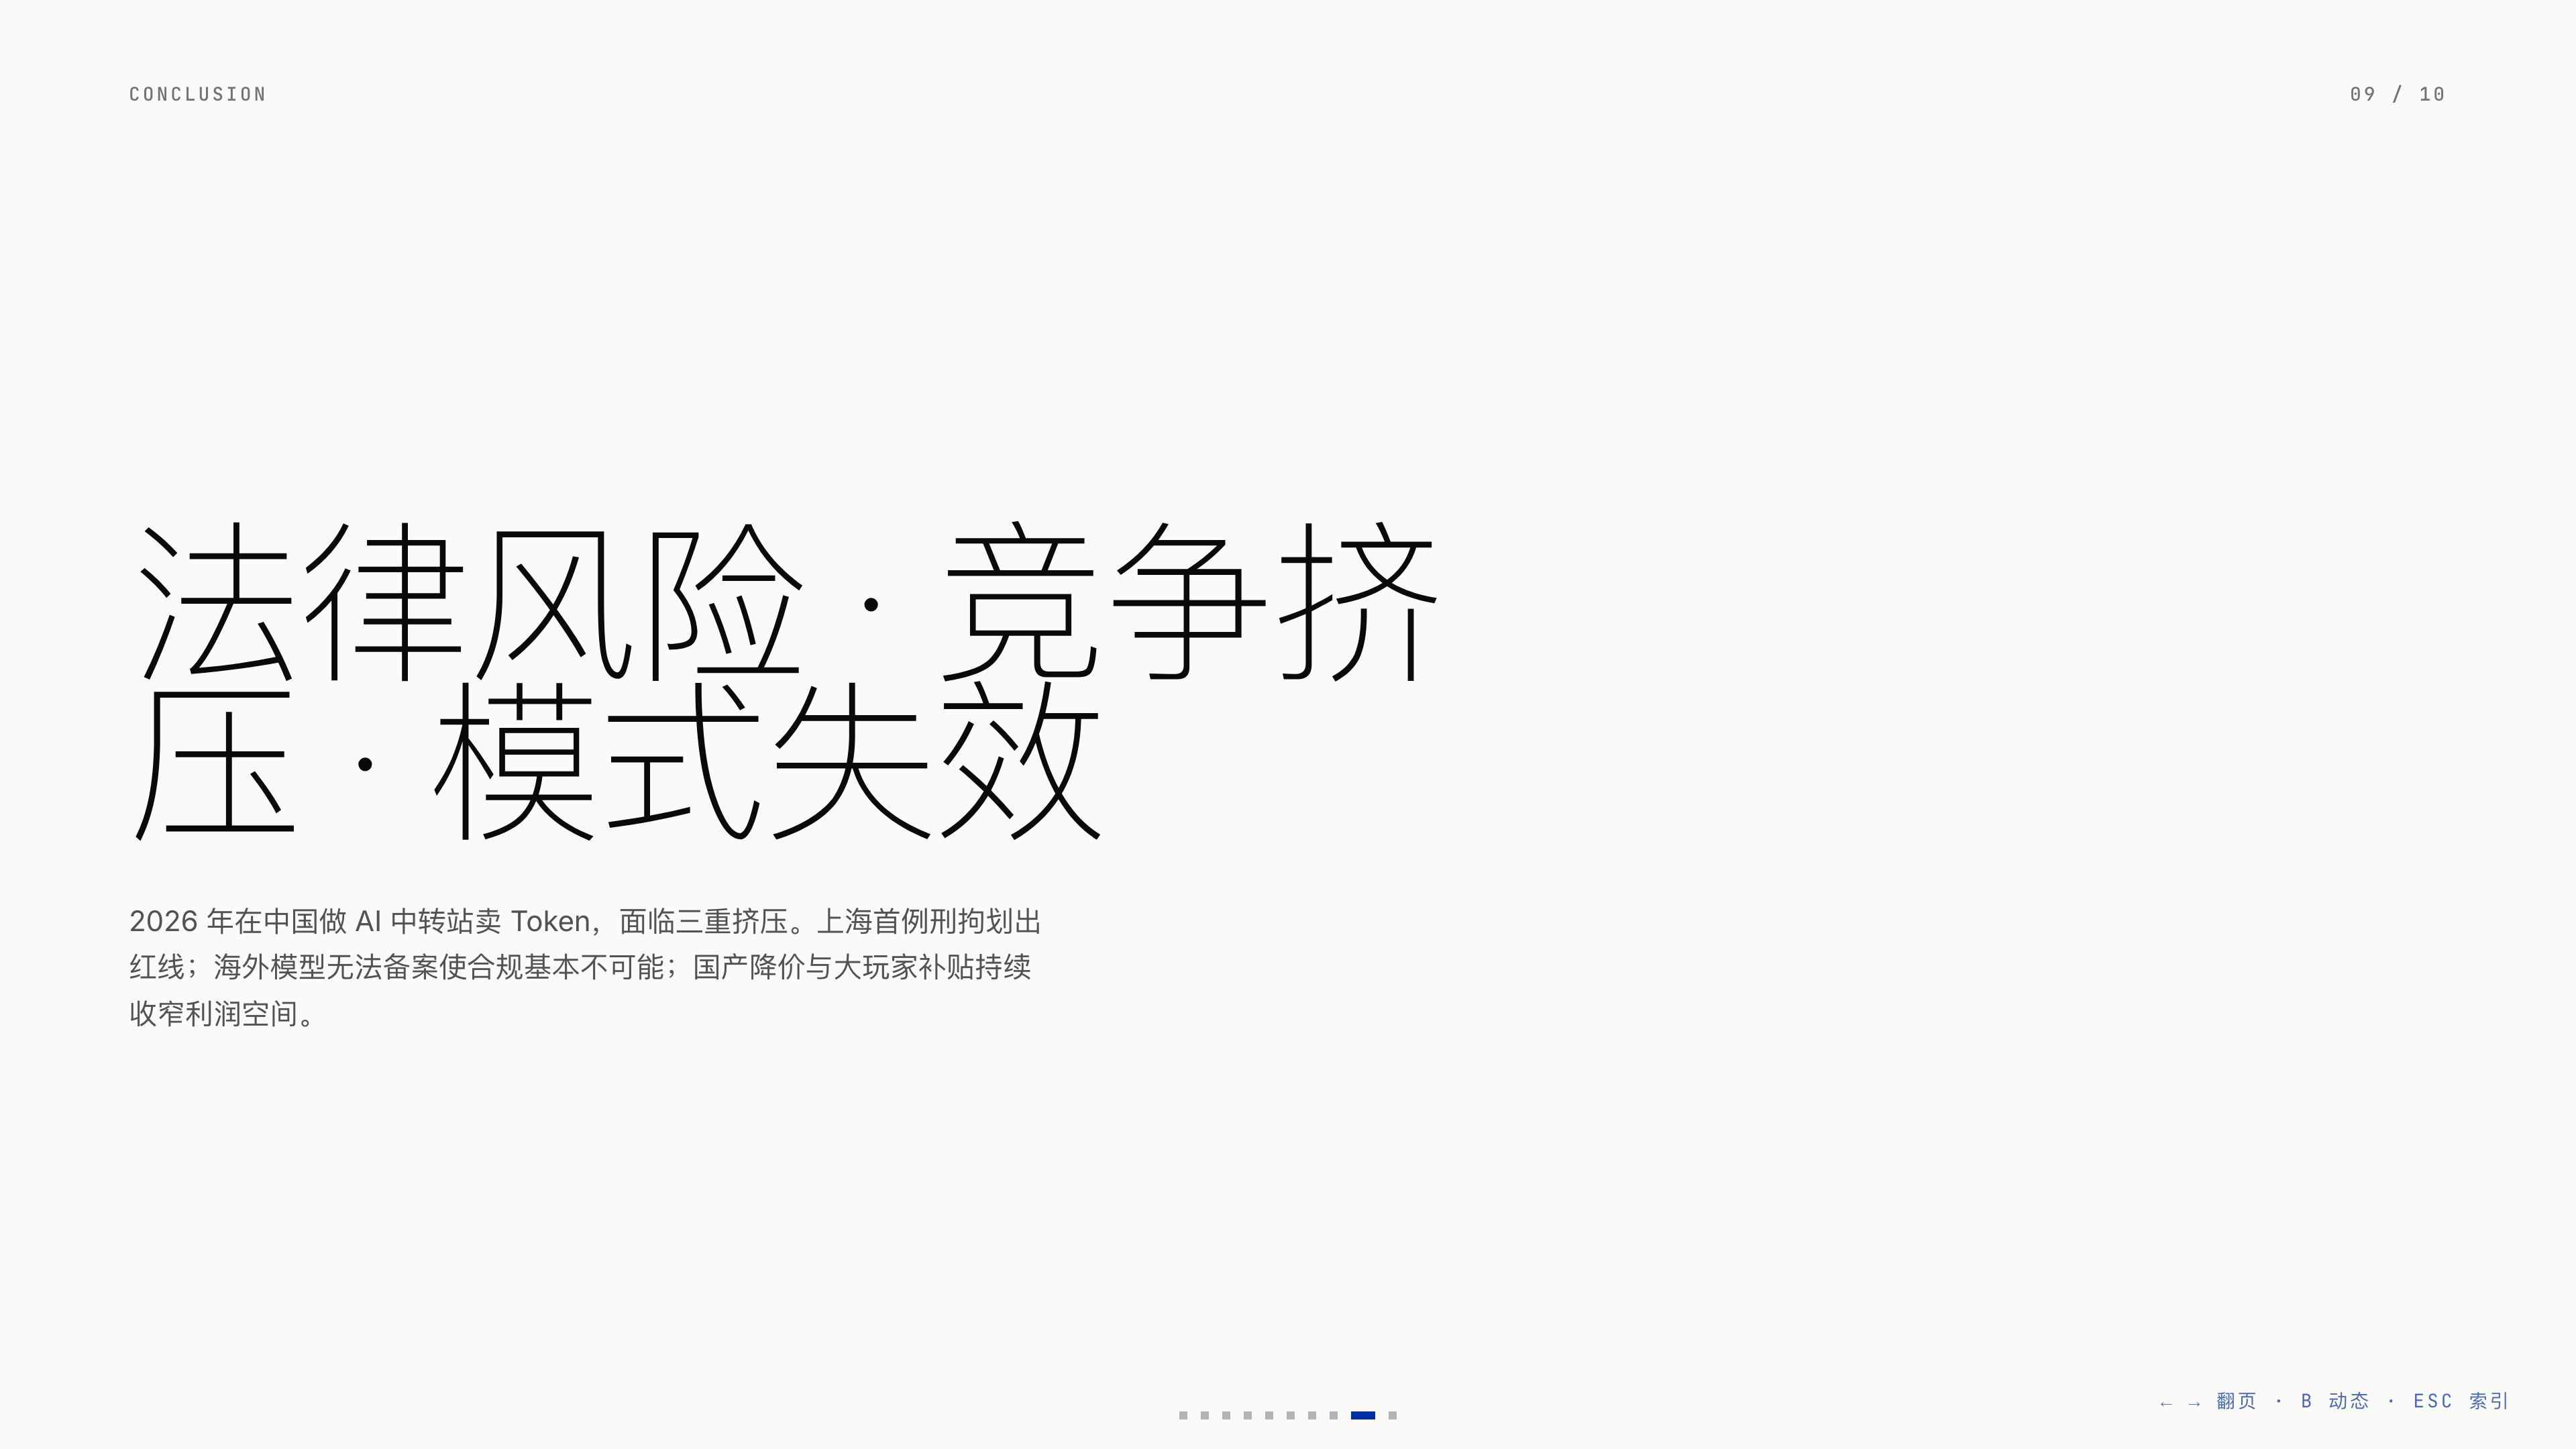 CONCLUSION
09 / 10
法律风险 · 竞争挤
压 · 模式失效
2026 年在中国做 AI 中转站卖 Token，面临三重挤压。上海首例刑拘划出
红线；海外模型无法备案使合规基本不可能；国产降价与大玩家补贴持续
收窄利润空间。
← → 翻页 · B 动态 · ESC 索引